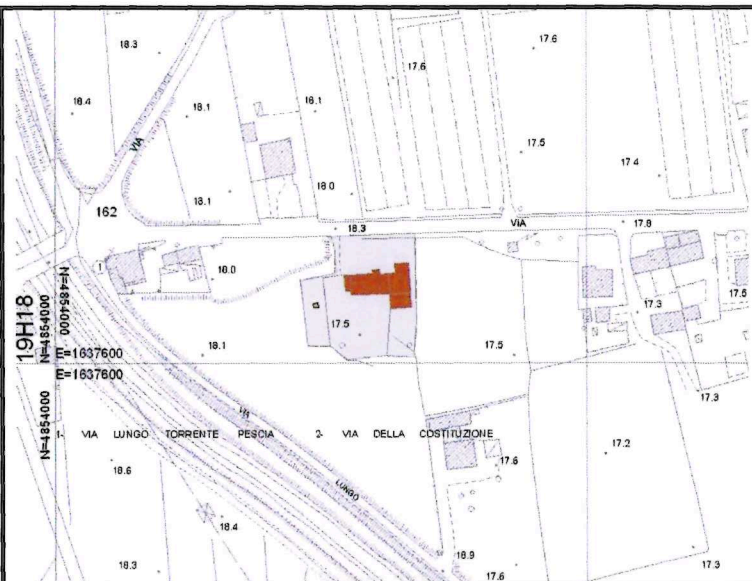 18.3
17.6
17.6
18.4
18.1
18.1
VIA
17.5
17.4
18.1
18.0
162
VIA
17.8
18.3
1
18.0
19H18
N=4854000
N=4854000
17.5
17.3
17.5
18.1
17.5
E=1637600
E=1637600
17.3
N=4854000
VIA
1- VIA LUNGO TORRENTE PESCIA 2- VIA DELLA COSTITUZIONE
17.2
18.6
17.6
LUNGO
18.4
18.9
18.3
17.6
17.3